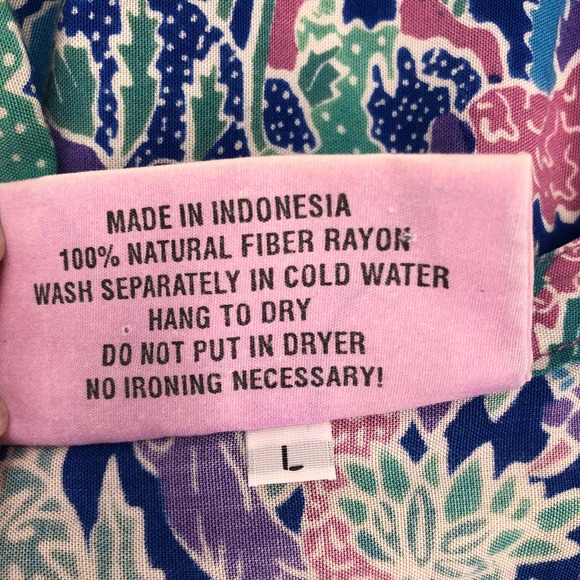 MADE IN INDONESIA
100% NATURAL FIBER RAYON
WASH SEPARATELY IN COLD WATER
HANG TO DRY
DO NOT PUT IN DRYER
NO IRONING NECESSARY!
L